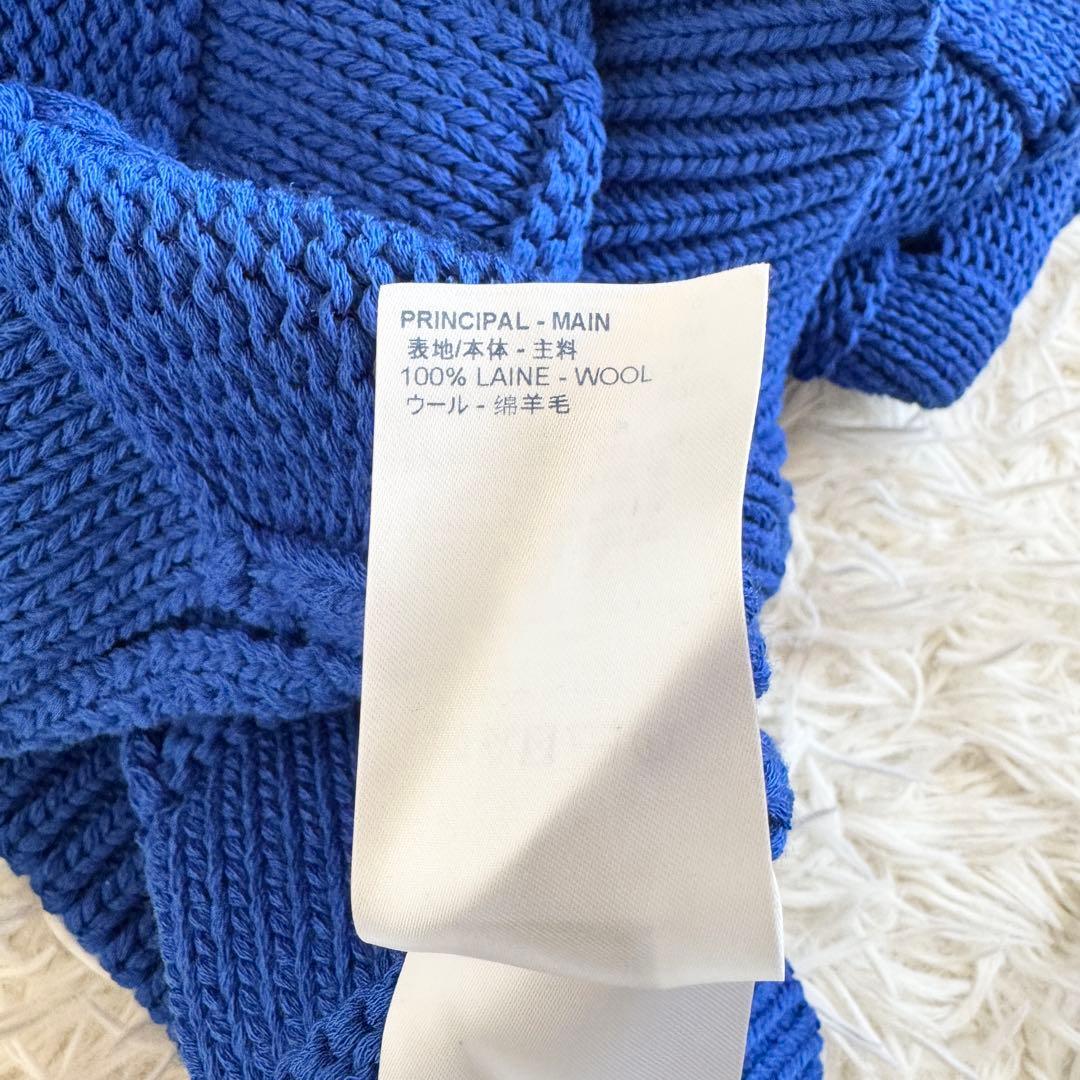 PRINCIPAL - MAIN
表地/本体 - 主料
100% LAINE - WOOL
ウール - 绵羊毛